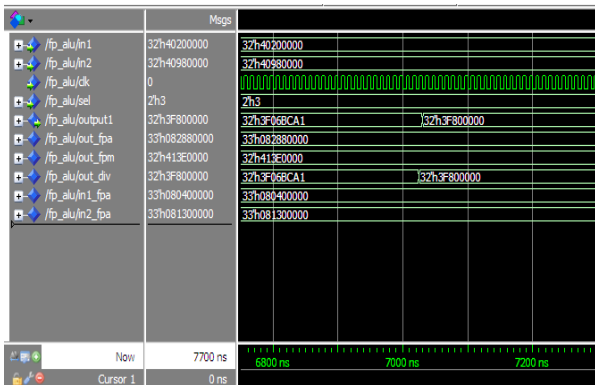 Msgs
/fp_alu/in1 32'h40200000 32'h40200000
/fp_alu/in2 32'h40980000 32'h40980000
/fp_alu/clk 0
/fp_alu/sel 2'h3 2'h3
/fp_alu/output1 32'h3F800000 32'h3F06BCA1 32'h3F800000
/fp_alu/out_fpa 33'h082880000 33'h082880000
/fp_alu/out_fpm 32'h413E0000 32'h413E0000
/fp_alu/out_div 32'h3F800000 32'h3F06BCA1 32'h3F800000
/fp_alu/in1_fpa 33'h080400000 33'h080400000
/fp_alu/in2_fpa 33'h081300000 33'h081300000
Now 7700 ns 6800 ns 7000 ns 7200 ns
Cursor 1 0 ns